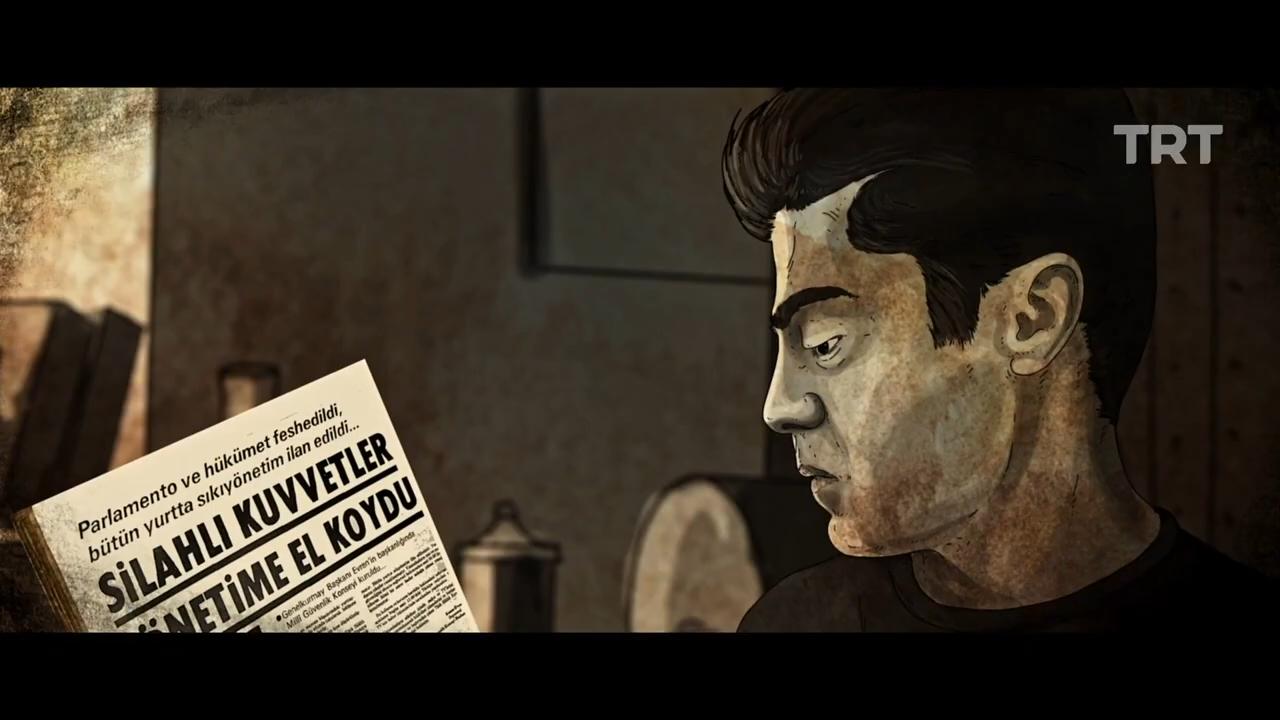 TRT
Parlamento ve hükümet feshedildi,
bütün yurtta sıkıyönetim ilan edildi...
SİLAHLI KUVVETLER
YÖNETİME EL KOYDU
•Genelkurmay Başkanı Evren'in başkanlığında
Milli Güvenlik Konseyi kuruldu...